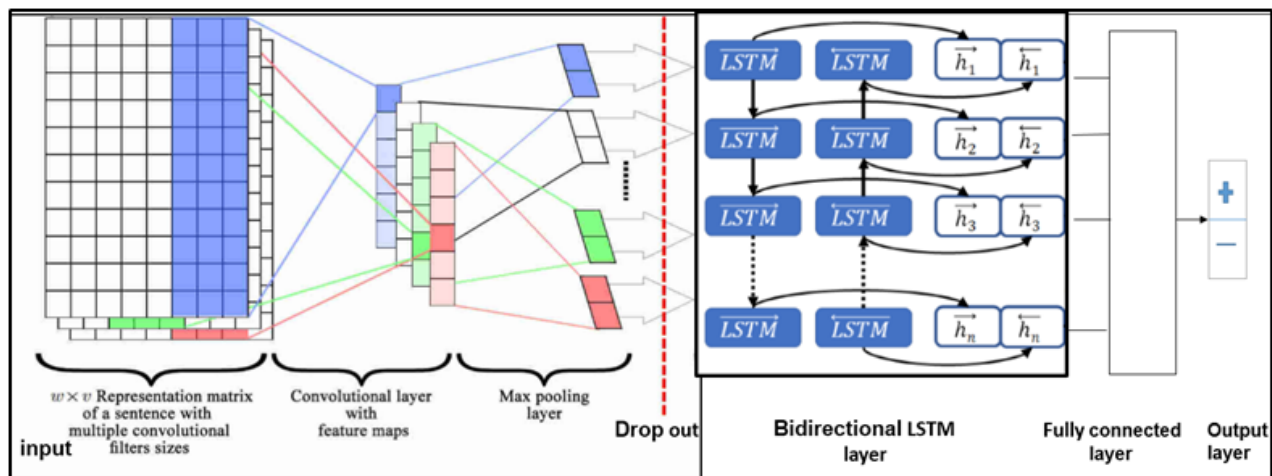 LSTM LSTM h₁ h₁
LSTM LSTM h₂ h₂
LSTM LSTM h₃ h₃
LSTM LSTM hₙ hₙ
+
−
w × v Representation matrix
of a sentence with
multiple convolutional
filters sizes
input
Convolutional layer
with
feature maps
Max pooling
layer
Drop out
Bidirectional LSTM
layer
Fully connected
layer
Output
layer